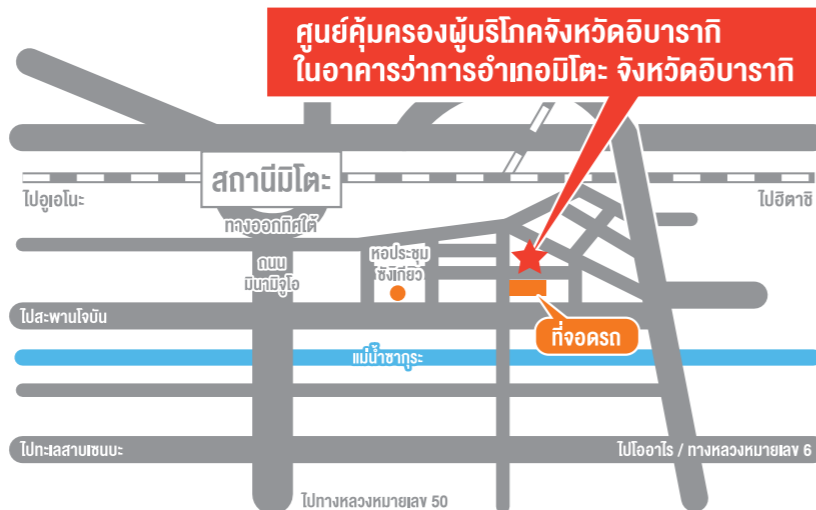 ศูนย์คุ้มครองผู้บริโภคจังหวัดอิบารากิ
ในอาคารว่าการอำเภอมิโตะ จังหวัดอิบารากิ
สถานีมิโตะ
ไปอูเอโนะ
ไปฮิตาชิ
ทางออกทิศใต้
หอประชุม
ซังเกียว
ถนน
มินามิจูโอ
ไปสะพานโจบัน
ที่จอดรถ
แม่น้ำซากุระ
ไปทะเลสาบเซนบะ
ไปโออาไร / ทางหลวงหมายเลข 6
ไปทางหลวงหมายเลข 50